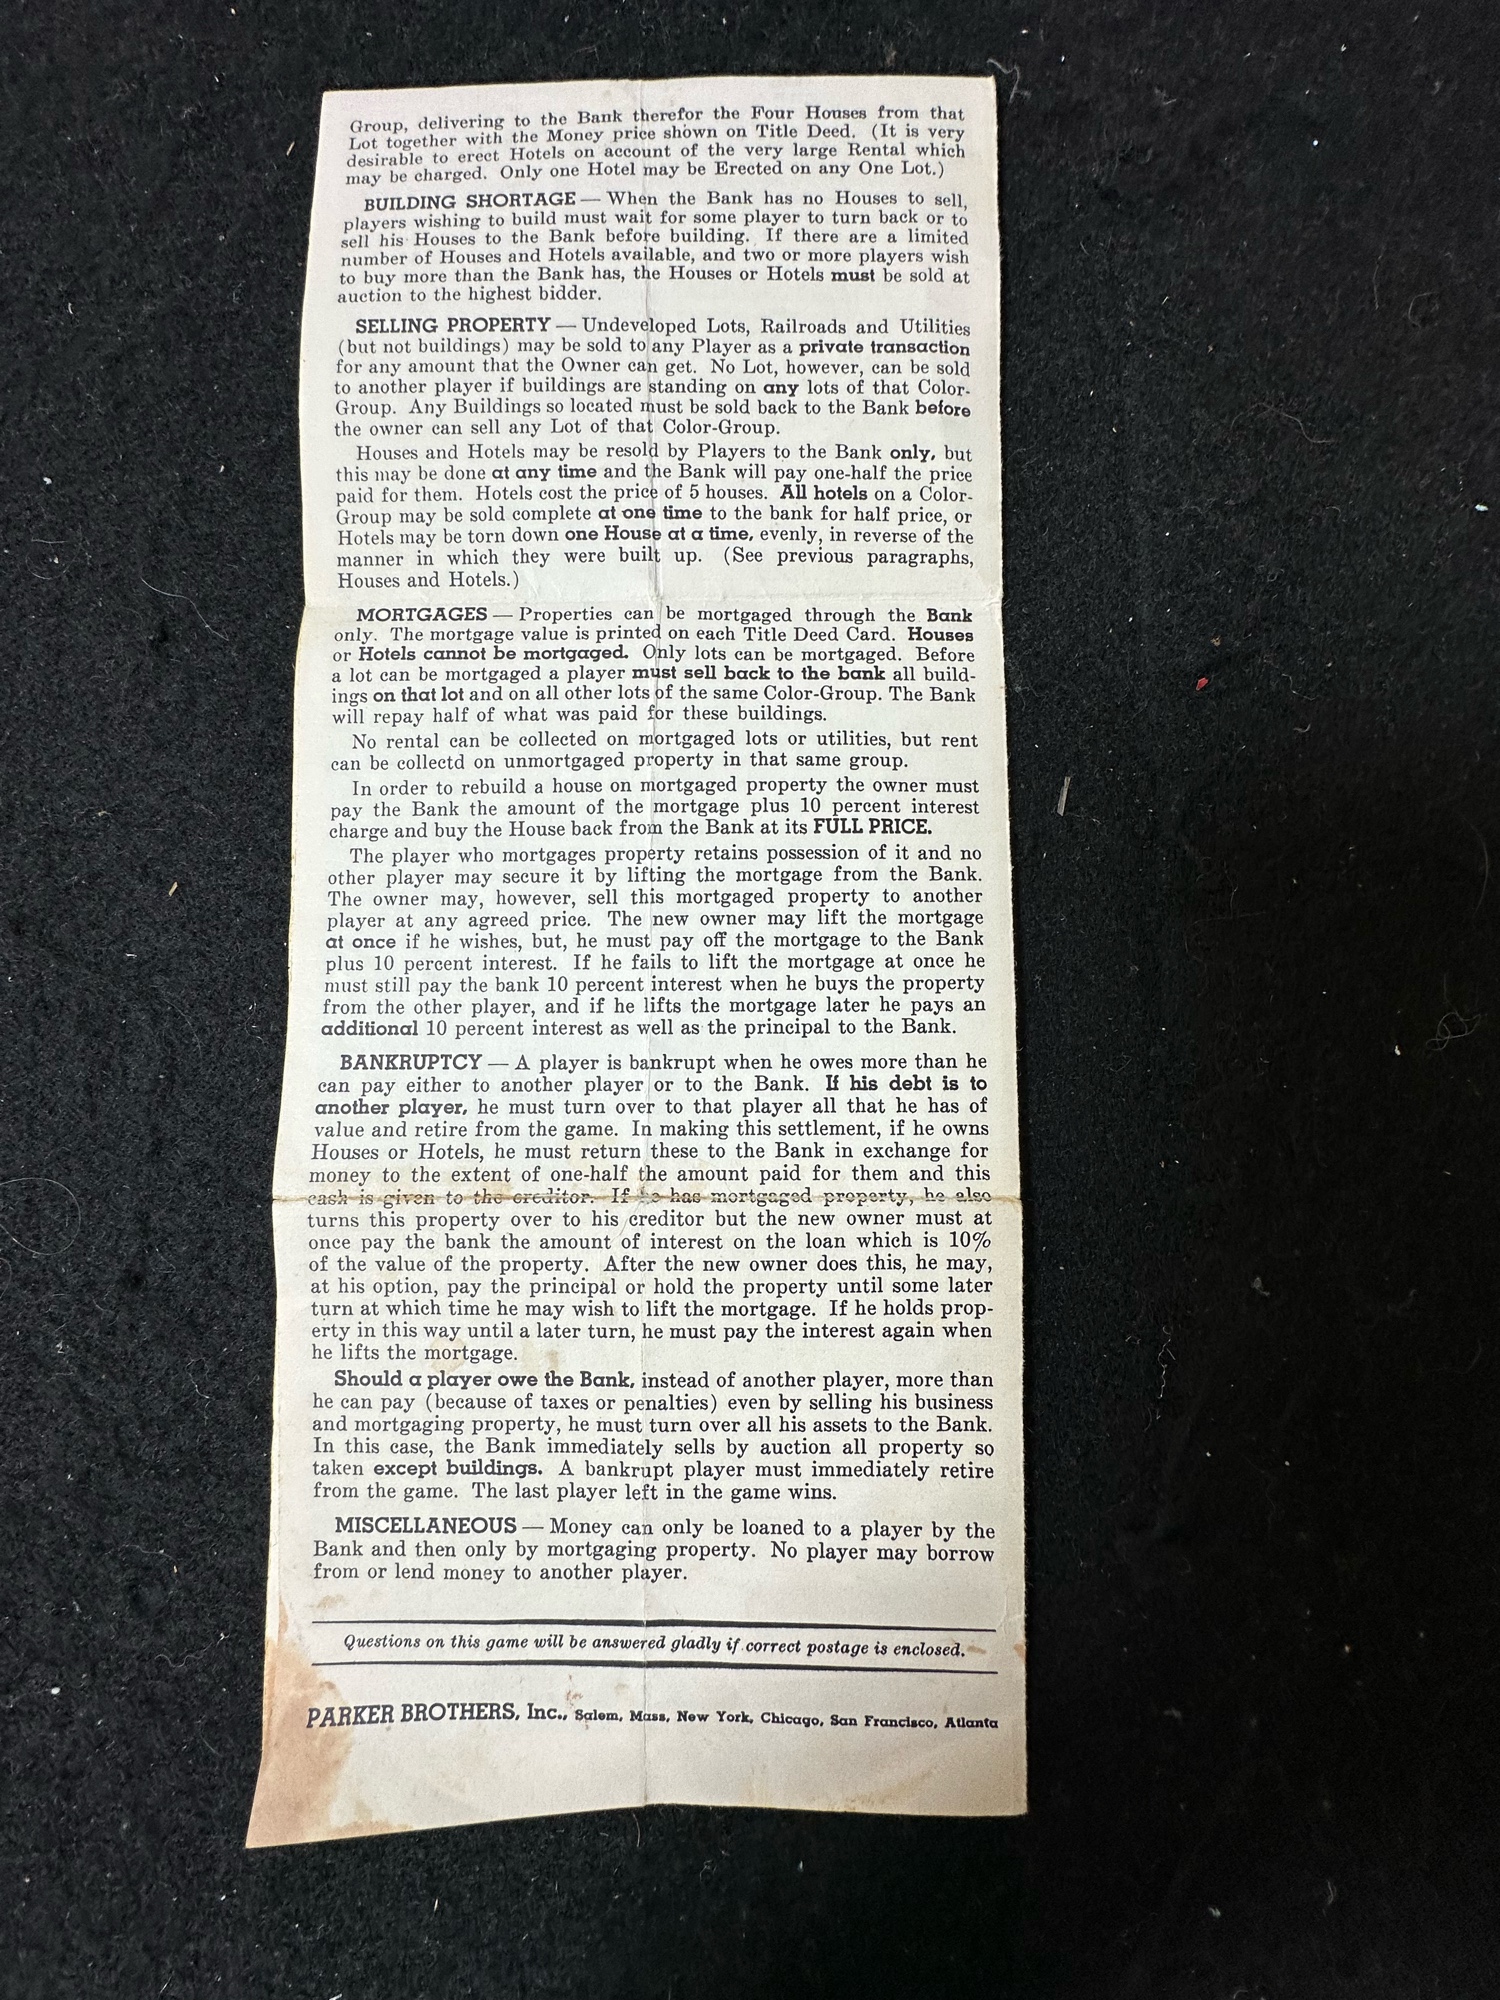 Group, delivering to the Bank therefor the Four Houses from that
Lot together with the Money price shown on Title Deed. (It is very
desirable to erect Hotels on account of the very large Rental which
may be charged. Only one Hotel may be Erected on any One Lot.)
BUILDING SHORTAGE — When the Bank has no Houses to sell,
players wishing to build must wait for some player to turn back or to
sell his Houses to the Bank before building. If there are a limited
number of Houses and Hotels available, and two or more players wish
to buy more than the Bank has, the Houses or Hotels must be sold at
auction to the highest bidder.
SELLING PROPERTY — Undeveloped Lots, Railroads and Utilities
(but not buildings) may be sold to any Player as a private transaction
for any amount that the Owner can get. No Lot, however, can be sold
to another player if buildings are standing on any lots of that Color-
Group. Any Buildings so located must be sold back to the Bank before
the owner can sell any Lot of that Color-Group.
Houses and Hotels may be resold by Players to the Bank only, but
this may be done at any time and the Bank will pay one-half the price
paid for them. Hotels cost the price of 5 houses. All hotels on a Color-
Group may be sold complete at one time to the bank for half price, or
Hotels may be torn down one House at a time, evenly, in reverse of the
manner in which they were built up. (See previous paragraphs,
Houses and Hotels.)
MORTGAGES — Properties can be mortgaged through the Bank
only. The mortgage value is printed on each Title Deed Card. Houses
or Hotels cannot be mortgaged. Only lots can be mortgaged. Before
a lot can be mortgaged a player must sell back to the bank all build-
ings on that lot and on all other lots of the same Color-Group. The Bank
will repay half of what was paid for these buildings.
No rental can be collected on mortgaged lots or utilities, but rent
can be collectd on unmortgaged property in that same group.
In order to rebuild a house on mortgaged property the owner must
pay the Bank the amount of the mortgage plus 10 percent interest
charge and buy the House back from the Bank at its FULL PRICE.
The player who mortgages property retains possession of it and no
other player may secure it by lifting the mortgage from the Bank.
The owner may, however, sell this mortgaged property to another
player at any agreed price. The new owner may lift the mortgage
at once if he wishes, but, he must pay off the mortgage to the Bank
plus 10 percent interest. If he fails to lift the mortgage at once he
must still pay the bank 10 percent interest when he buys the property
from the other player, and if he lifts the mortgage later he pays an
additional 10 percent interest as well as the principal to the Bank.
BANKRUPTCY — A player is bankrupt when he owes more than he
can pay either to another player or to the Bank. If his debt is to
another player, he must turn over to that player all that he has of
value and retire from the game. In making this settlement, if he owns
Houses or Hotels, he must return these to the Bank in exchange for
money to the extent of one-half the amount paid for them and this
cash is given to the creditor. If he has mortgaged property, he also
turns this property over to his creditor but the new owner must at
once pay the bank the amount of interest on the loan which is 10%
of the value of the property. After the new owner does this, he may,
at his option, pay the principal or hold the property until some later
turn at which time he may wish to lift the mortgage. If he holds prop-
erty in this way until a later turn, he must pay the interest again when
he lifts the mortgage.
Should a player owe the Bank, instead of another player, more than
he can pay (because of taxes or penalties) even by selling his business
and mortgaging property, he must turn over all his assets to the Bank.
In this case, the Bank immediately sells by auction all property so
taken except buildings. A bankrupt player must immediately retire
from the game. The last player left in the game wins.
MISCELLANEOUS — Money can only be loaned to a player by the
Bank and then only by mortgaging property. No player may borrow
from or lend money to another player.
Questions on this game will be answered gladly if correct postage is enclosed.
PARKER BROTHERS, Inc., Salem, Mass, New York, Chicago, San Francisco, Atlanta